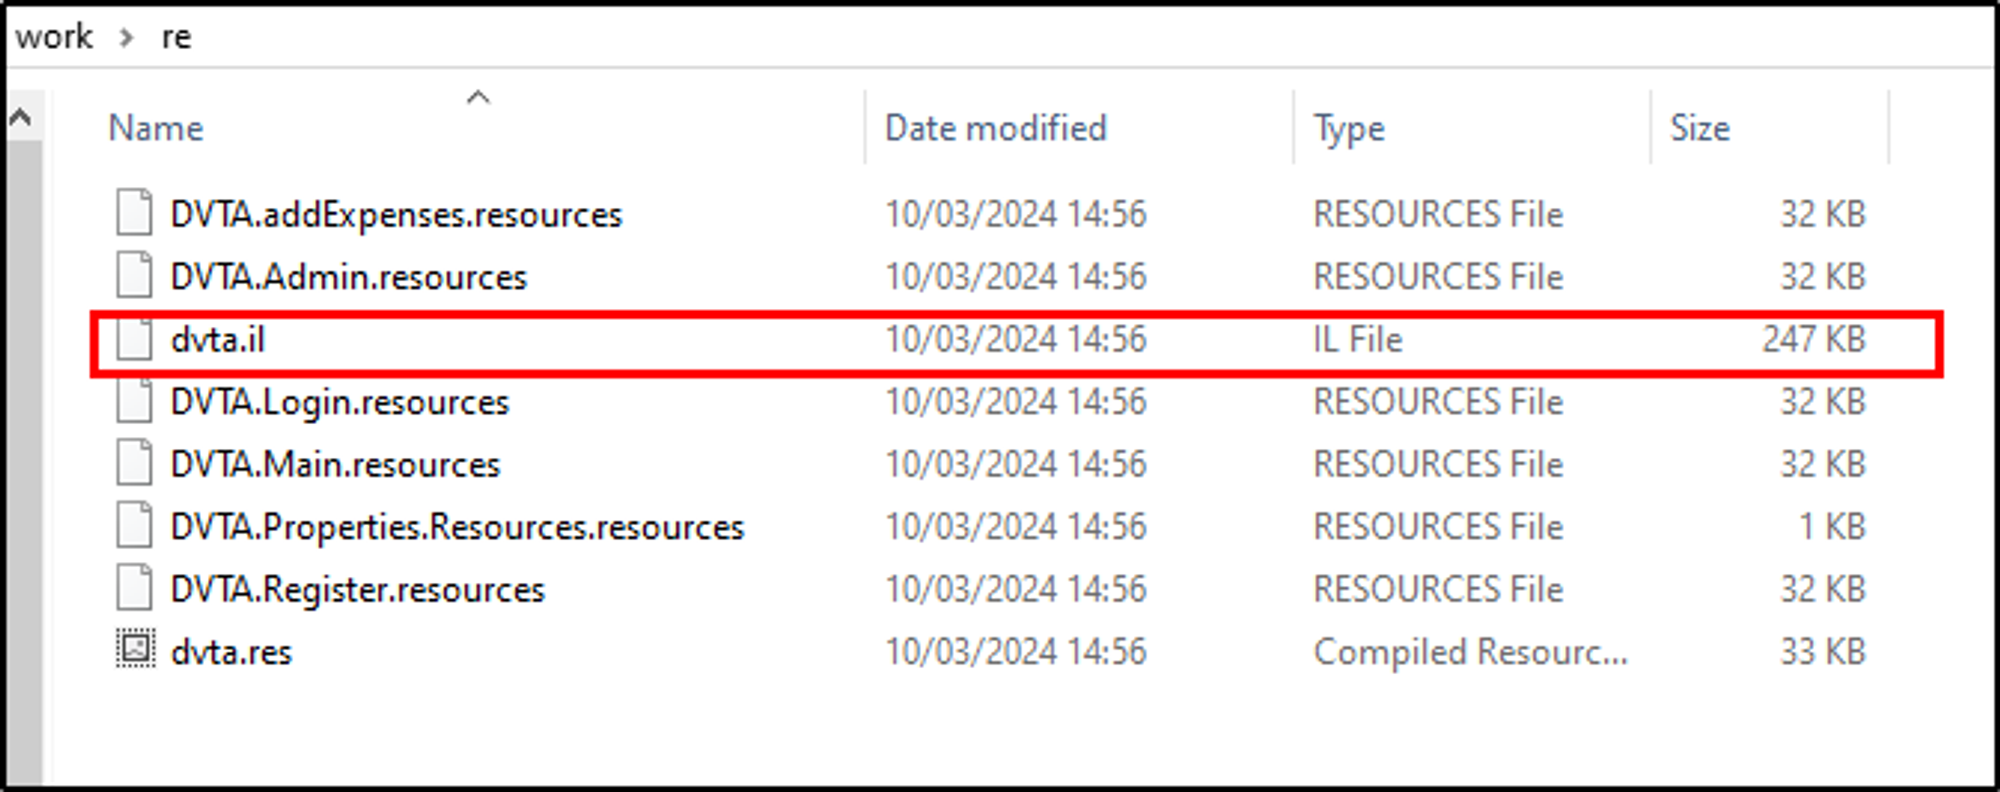 work > re
Name Date modified Type Size
DVTA.addExpenses.resources 10/03/2024 14:56 RESOURCES File 32 KB
DVTA.Admin.resources 10/03/2024 14:56 RESOURCES File 32 KB
dvta.il 10/03/2024 14:56 IL File 247 KB
DVTA.Login.resources 10/03/2024 14:56 RESOURCES File 32 KB
DVTA.Main.resources 10/03/2024 14:56 RESOURCES File 32 KB
DVTA.Properties.Resources.resources 10/03/2024 14:56 RESOURCES File 1 KB
DVTA.Register.resources 10/03/2024 14:56 RESOURCES File 32 KB
dvta.res 10/03/2024 14:56 Compiled Resourc... 33 KB